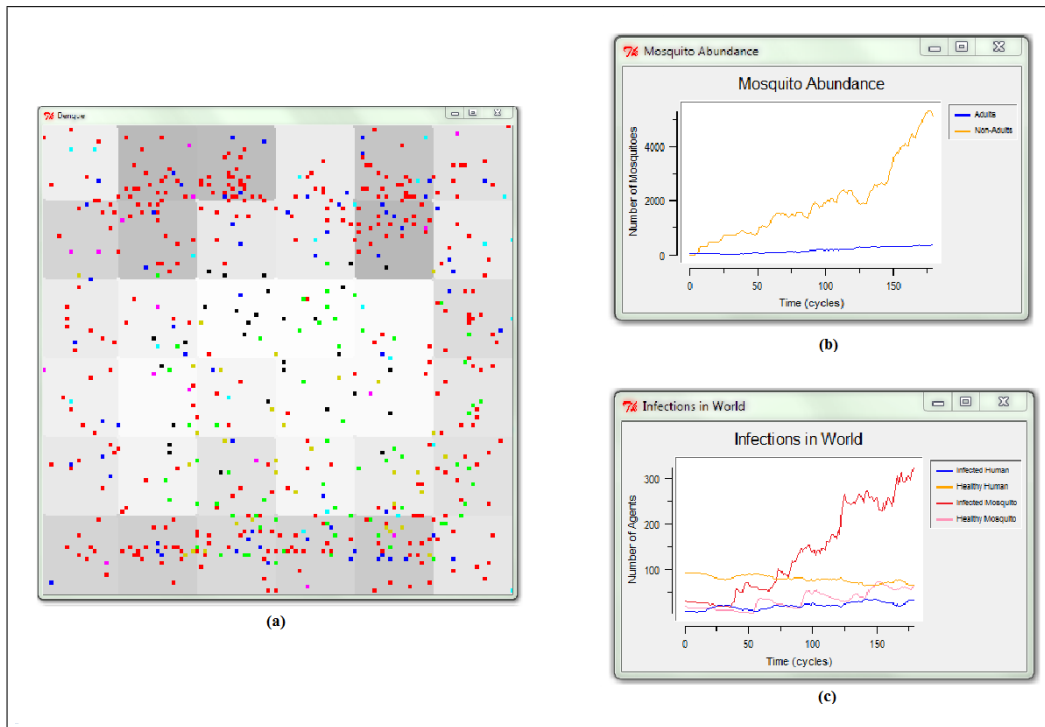 Dengue
(a)
Mosquito Abundance
Mosquito Abundance
Number of Mosquitoes
4000
2000
0
0
50
100
150
Time (cycles)
Adults
Non-Adults
(b)
Infections in World
Infections in World
Number of Agents
300
200
100
0
50
100
150
Time (cycles)
Infected Human
Healthy Human
Infected Mosquito
Healthy Mosquito
(c)